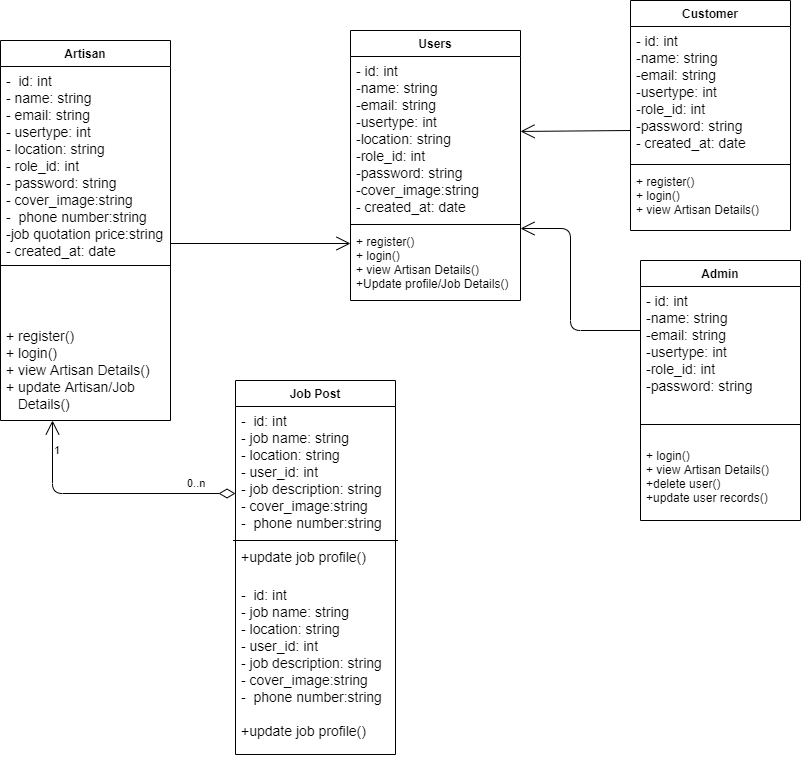 Artisan
-  id: int
- name: string
- email: string
- usertype: int
- location: string
- role_id: int
- password: string
- cover_image:string
-  phone number:string
-job quotation price:string
- created_at: date
+ register()
+ login()
+ view Artisan Details()
+ update Artisan/Job
Details()
Users
- id: int
-name: string
-email: string
-usertype: int
-location: string
-role_id: int
-password: string
-cover_image:string
- created_at: date
+ register()
+ login()
+ view Artisan Details()
+Update profile/Job Details()
Customer
- id: int
-name: string
-email: string
-usertype: int
-role_id: int
-password: string
- created_at: date
+ register()
+ login()
+ view Artisan Details()
Admin
- id: int
-name: string
-email: string
-usertype: int
-role_id: int
-password: string
+ login()
+ view Artisan Details()
+delete user()
+update user records()
1
0..n
Job Post
-  id: int
- job name: string
- location: string
- user_id: int
- job description: string
- cover_image:string
-  phone number:string
+update job profile()
-  id: int
- job name: string
- location: string
- user_id: int
- job description: string
- cover_image:string
-  phone number:string
+update job profile()